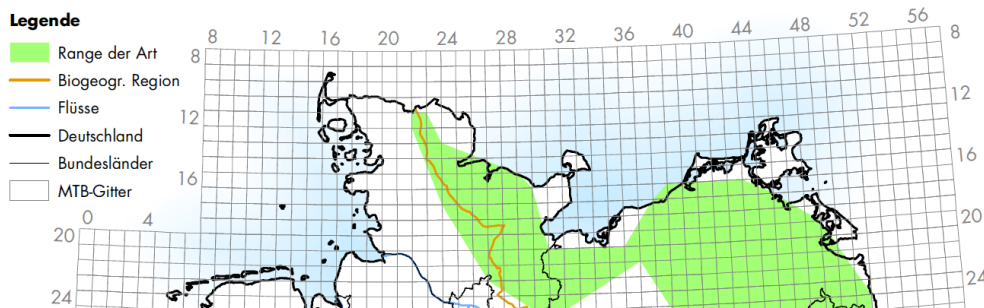 Legende
Range der Art
Biogeogr. Region
Flüsse
Deutschland
Bundesländer
MTB-Gitter
8 12 16 20 24 28 32 36 40 44 48 52 56
8 8
12 12
16 16
0 4
20 20
24 24